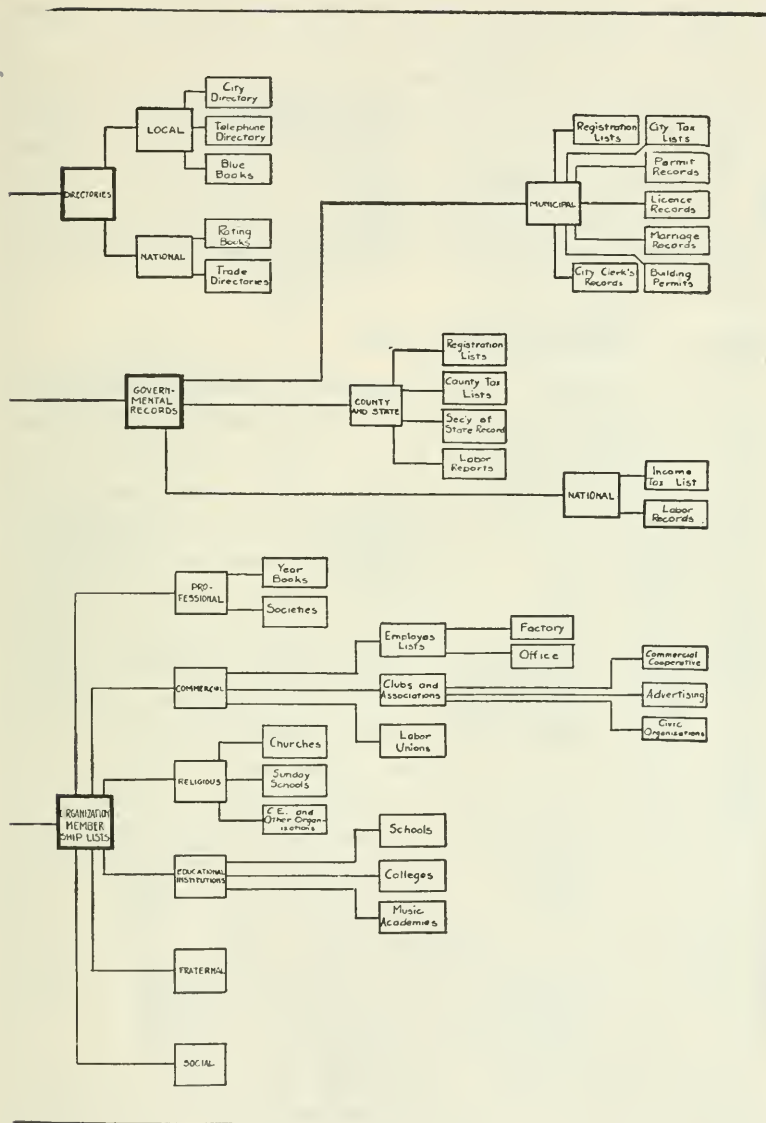 City
Directory
LOCAL
Telephone
Directory
Blue
Books
DIRECTORIES
Rating
Books
NATIONAL
Trade
Directories
Registration
Lists
City Tax
Lists
Permit
Records
MUNICIPAL
Licence
Records
Marriage
Records
City Clerk's
Records
Building
Permits
GOVERN-
MENTAL
RECORDS
Registration
Lists
COUNTY
AND STATE
County Tax
Lists
Sec'y of
State Record
Labor
Reports
NATIONAL
Income
Tax List
Labor
Records
PRO-
FESSIONAL
Year
Books
Societies
COMMERCIAL
Employes
Lists
Factory
Office
Clubs and
Associations
Commercial
Cooperative
Advertising
Civic
Organizations
Labor
Unions
ORGANIZATION
MEMBER
SHIP LISTS
RELIGIOUS
Churches
Sunday
Schools
C.E. and
Other Organ-
izations
EDUCATIONAL
INSTITUTIONS
Schools
Colleges
Music
Academies
FRATERNAL
SOCIAL